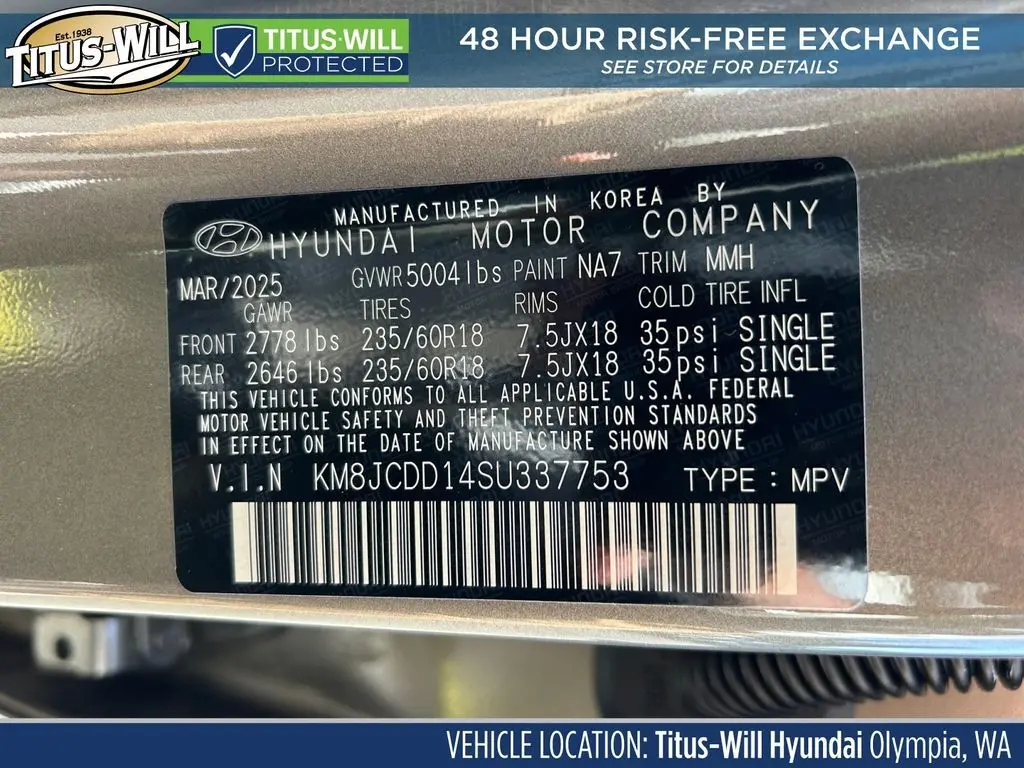 Est. 1938
TITUS-WILL
TITUS-WILL
PROTECTED
48 HOUR RISK-FREE EXCHANGE
SEE STORE FOR DETAILS
MANUFACTURED IN KOREA BY
HYUNDAI MOTOR COMPANY
MAR/2025 GVWR 5004lbs PAINT NA7 TRIM MMH
GAWR TIRES RIMS COLD TIRE INFL
FRONT 2778 lbs 235/60R18 7.5JX18 35psi SINGLE
REAR 2646 lbs 235/60R18 7.5JX18 35psi SINGLE
THIS VEHICLE CONFORMS TO ALL APPLICABLE U.S.A. FEDERAL
MOTOR VEHICLE SAFETY AND THEFT PREVENTION STANDARDS
IN EFFECT ON THE DATE OF MANUFACTURE SHOWN ABOVE
V.I.N KM8JCDD14SU337753 TYPE : MPV
VEHICLE LOCATION: Titus-Will Hyundai Olympia, WA